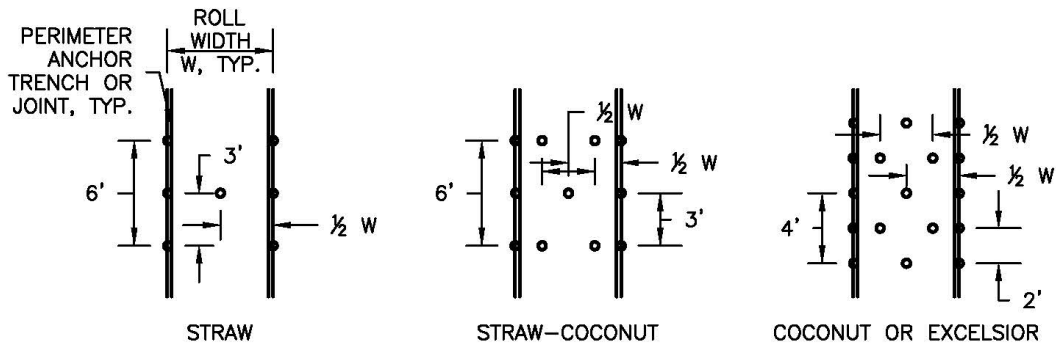 PERIMETER
ANCHOR
TRENCH OR
JOINT, TYP.
ROLL
WIDTH
W, TYP.
3'
6'
½ W
STRAW
½ W
½ W
6'
3'
STRAW-COCONUT
½ W
½ W
4'
2'
COCONUT OR EXCELSIOR